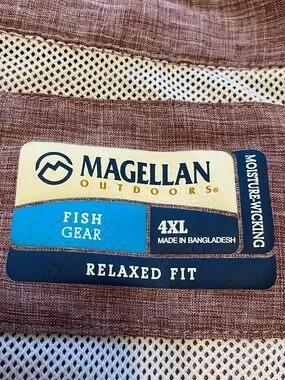 MAGELLAN
OUTDOORS®
FISH
GEAR
4XL
MADE IN BANGLADESH
MOISTURE-WICKING
RELAXED FIT